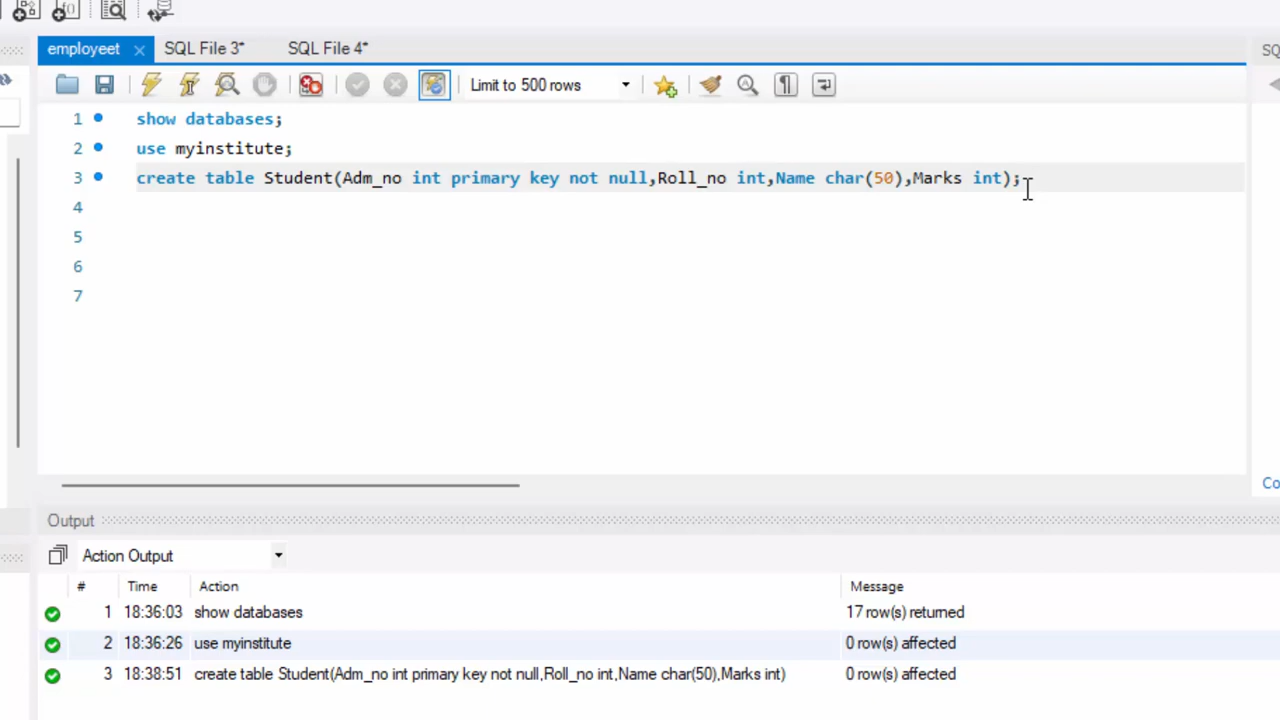 employeet
SQL File 3*
SQL File 4*
SQ
Limit to 500 rows
1 show databases;
2 use myinstitute;
3 create table Student(Adm_no int primary key not null,Roll_no int,Name char(50),Marks int);
4
5
6
7
Co
Output
Action Output
# Time Action Message
1 18:36:03 show databases 17 row(s) returned
2 18:36:26 use myinstitute 0 row(s) affected
3 18:38:51 create table Student(Adm_no int primary key not null,Roll_no int,Name char(50),Marks int) 0 row(s) affected